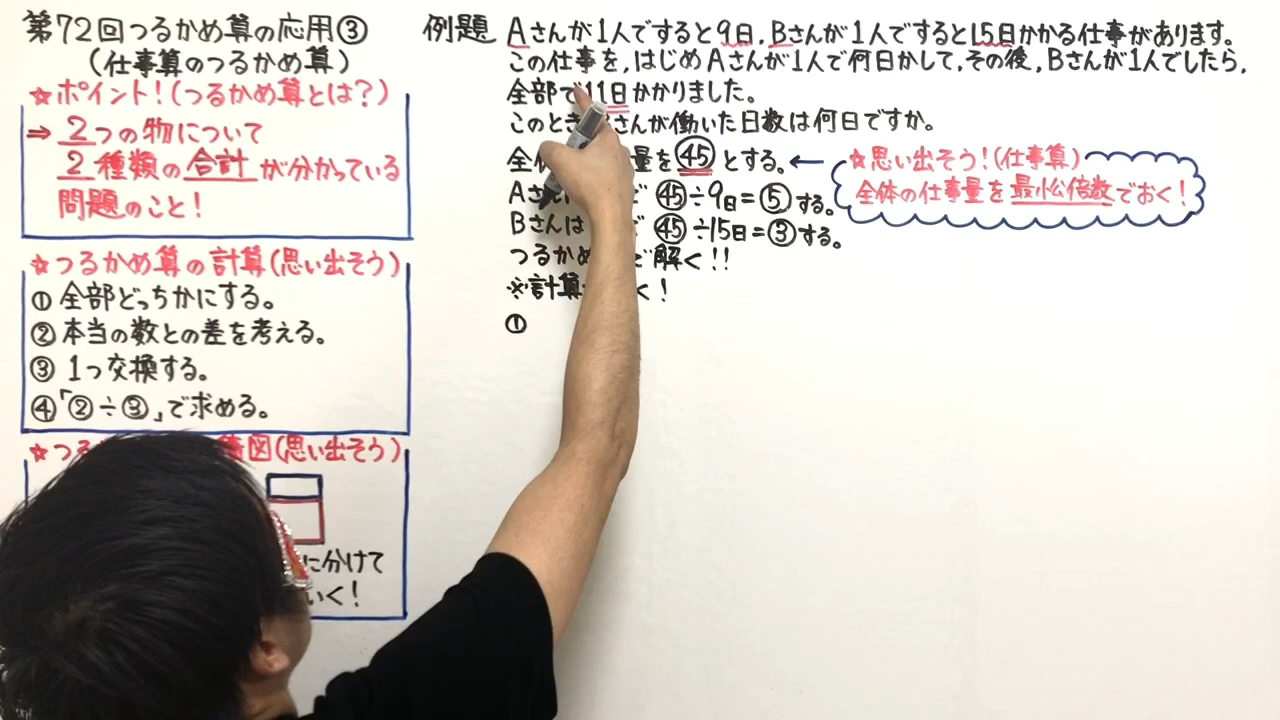 第72回つるかめ算の応用③
(仕事算のつるかめ算)
☆ポイント!(つるかめ算とは?)
⇒2つの物について
2種類の合計が分かっている
問題のこと!
☆つるかめ算の計算(思い出そう)
①全部どっちかにする。
②本当の数との差を考える。
③1つ交換する。
④「②÷③」で求める。
☆つ 図(思い出そう)
に分けて
いく!
例題 Aさんが1人ですると9日,Bさんが1人ですると15日かかる仕事があります。
この仕事を,はじめAさんが1人で何日かして,その後,Bさんが1人でしたら,
全部で11日かかりました。
このとき さんが働いた日数は何日ですか。
全 量を㊺とする。←
Aさ ㊺÷9日=⑤する。
Bさんは ㊺÷15日=③する。
つるかめ 解く!!
※計算 く!
①
☆思い出そう!(仕事算)
全体の仕事量を最小公倍数でおく!